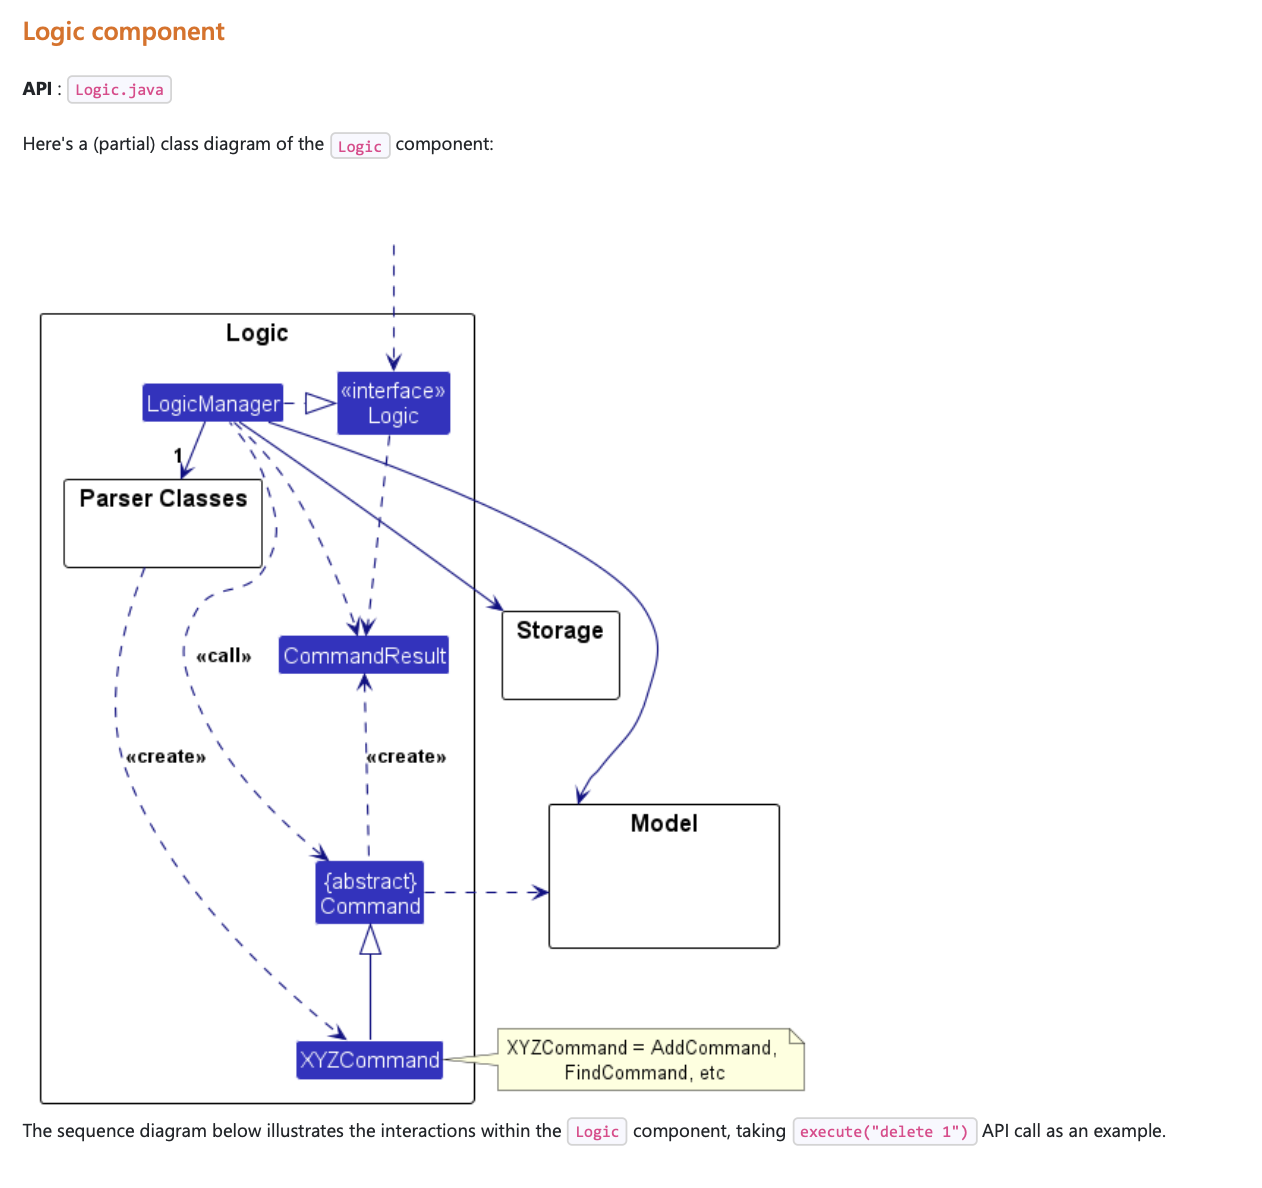 Logic component
API : Logic.java
Here's a (partial) class diagram of the Logic component:
Logic
LogicManager
«interface»
Logic
1
Parser Classes
Storage
«call»
CommandResult
«create»
«create»
Model
{abstract}
Command
XYZCommand
XYZCommand = AddCommand,
FindCommand, etc
The sequence diagram below illustrates the interactions within the Logic component, taking execute("delete 1") API call as an example.